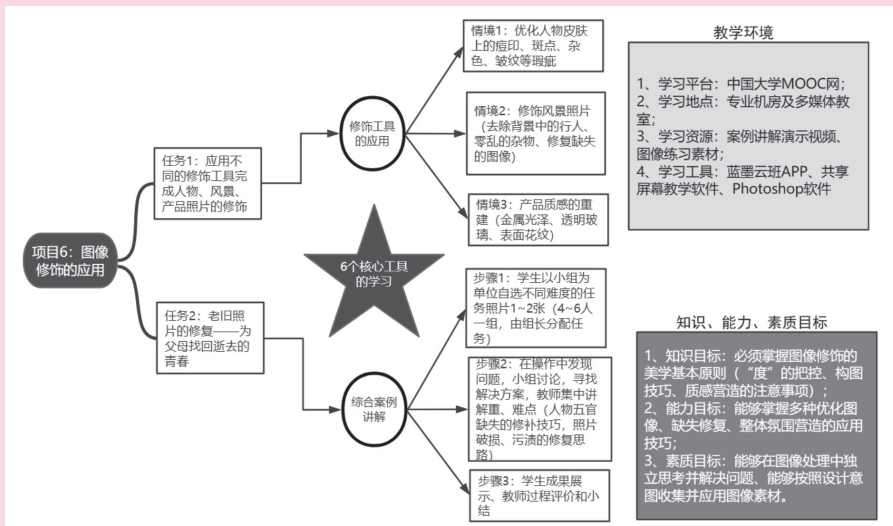 项目6：图像
修饰的应用
任务1：应用
不同的修饰工具完
成人物、风景、
产品照片的修饰
修饰工具
的应用
情境1：优化人物皮肤
上的痘印、斑点、杂
色、皱纹等瑕疵
情境2：修饰风景照片
（去除背景中的行人、
零乱的杂物、修复缺失
的图像）
情境3：产品质感的重
建（金属光泽、透明玻
璃、表面花纹）
6个核心工具
的学习
任务2：老旧照
片的修复——为
父母找回逝去的
青春
综合案例
讲解
步骤1：学生以小组为
单位自选不同难度的任
务照片1~2张（4~6人
一组，由组长分配任
务）
步骤2：在操作中发现
问题，小组讨论，寻找
解决方案，教师集中讲
解重、难点（人物五官
缺失的修补技巧，照片
破损、污渍的修复思
路）
步骤3：学生成果展
示、教师过程评价和小
结
教学环境
1、学习平台：中国大学MOOC网；
2、学习地点：专业机房及多媒体教
室；
3、学习资源：案例讲解演示视频、
图像练习素材；
4、学习工具：蓝墨云班APP、共享
屏幕教学软件、Photoshop软件
知识、能力、素质目标
1、知识目标：必须掌握图像修饰的
美学基本原则（“度”的把控、构图
技巧、质感营造的注意事项）；
2、能力目标：能够掌握多种优化图
像、缺失修复、整体氛围营造的应用
技巧；
3、素质目标：能够在图像处理中独
立思考并解决问题、能够按照设计意
图收集并应用图像素材。